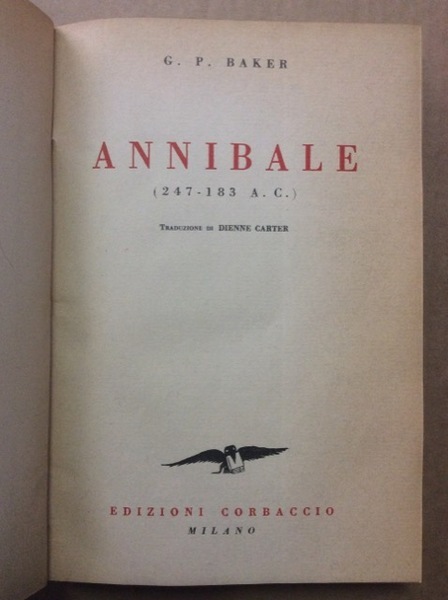 G. P. BAKER
ANNIBALE
(247-183 A.C.)
TRADUZIONE DI DIENNE CARTER
EDIZIONI CORBACCIO
MILANO